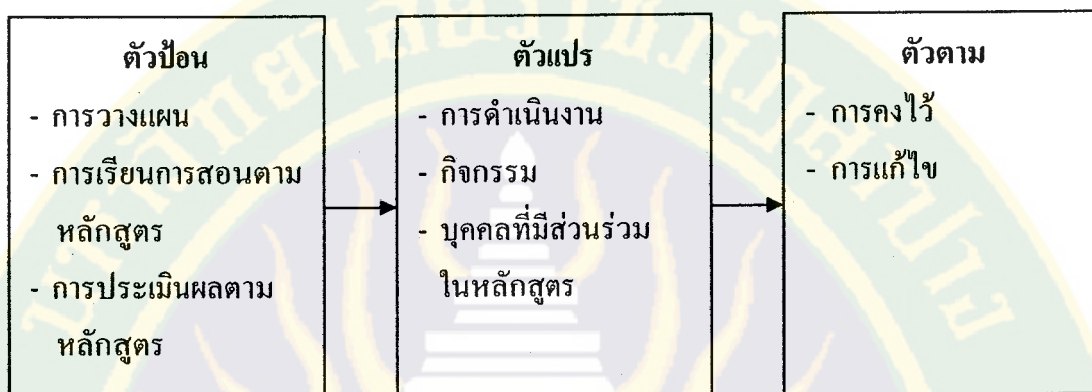 ตัวป้อน
- การวางแผน
- การเรียนการสอนตาม
หลักสูตร
- การประเมินผลตาม
หลักสูตร
ตัวแปร
- การดำเนินงาน
- กิจกรรม
- บุคคลที่มีส่วนร่วม
ในหลักสูตร
ตัวตาม
- การคงไว้
- การแก้ไข